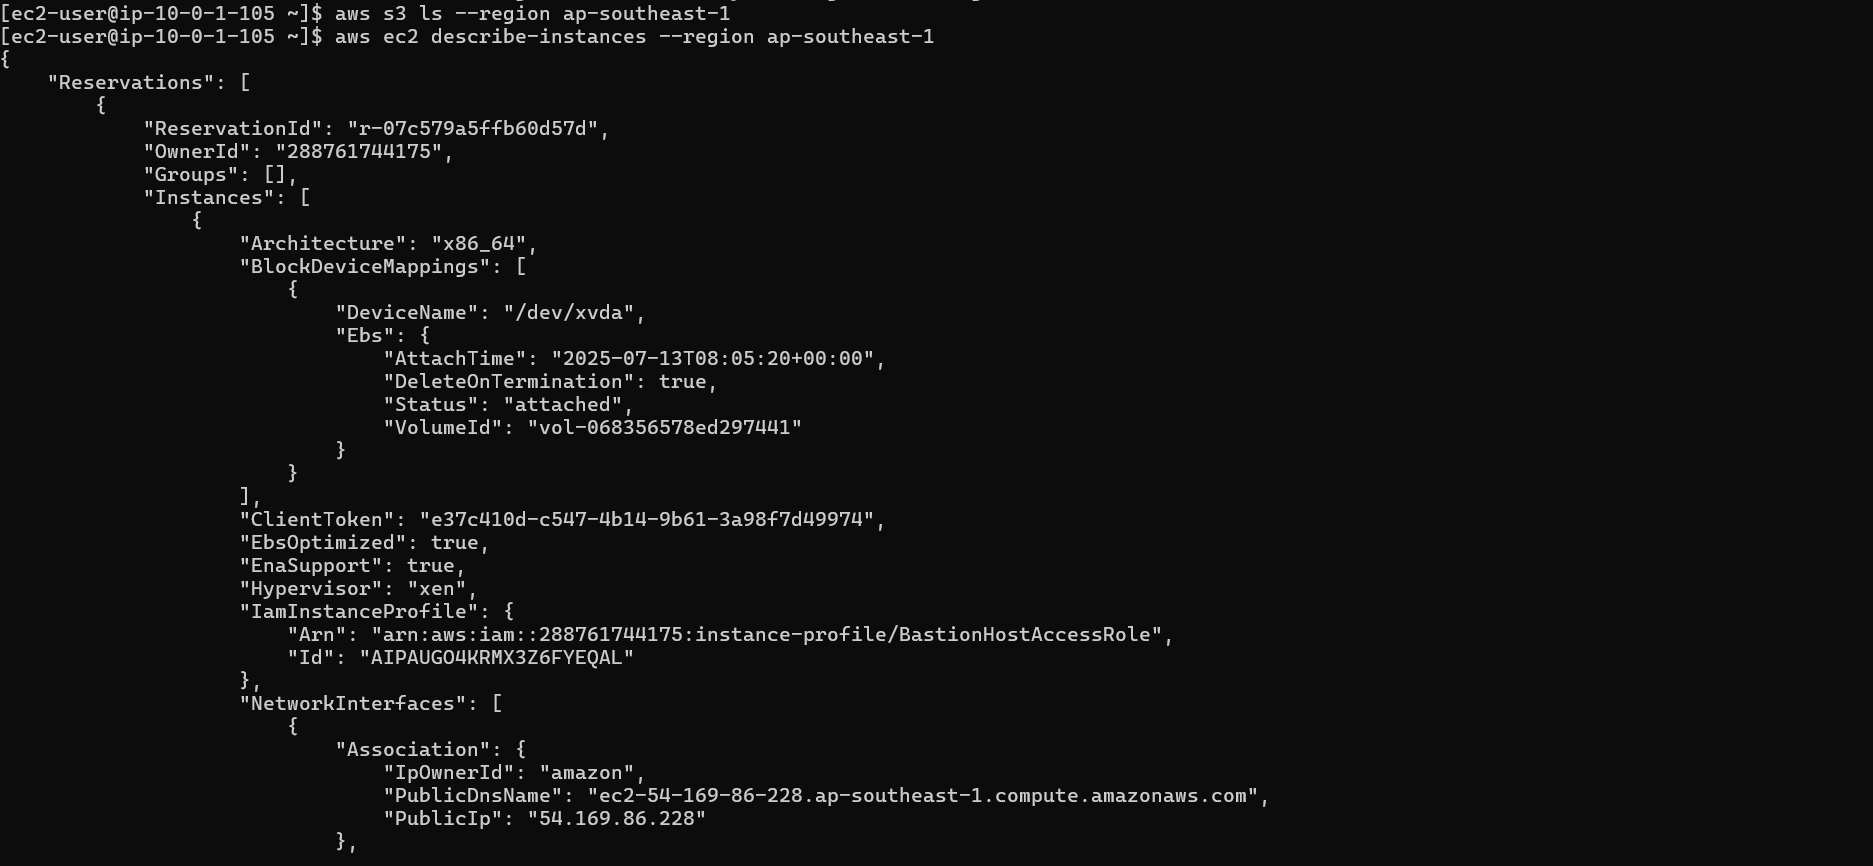 [ec2-user@ip-10-0-1-105 ~]$ aws s3 ls --region ap-southeast-1
[ec2-user@ip-10-0-1-105 ~]$ aws ec2 describe-instances --region ap-southeast-1
{
    "Reservations": [
        {
            "ReservationId": "r-07c579a5ffb60d57d",
            "OwnerId": "288761744175",
            "Groups": [],
            "Instances": [
                {
                    "Architecture": "x86_64",
                    "BlockDeviceMappings": [
                        {
                            "DeviceName": "/dev/xvda",
                            "Ebs": {
                                "AttachTime": "2025-07-13T08:05:20+00:00",
                                "DeleteOnTermination": true,
                                "Status": "attached",
                                "VolumeId": "vol-068356578ed297441"
                            }
                        }
                    ],
                    "ClientToken": "e37c410d-c547-4b14-9b61-3a98f7d49974",
                    "EbsOptimized": true,
                    "EnaSupport": true,
                    "Hypervisor": "xen",
                    "IamInstanceProfile": {
                        "Arn": "arn:aws:iam::288761744175:instance-profile/BastionHostAccessRole",
                        "Id": "AIPAUGO4KRMX3Z6FYEQAL"
                    },
                    "NetworkInterfaces": [
                        {
                            "Association": {
                                "IpOwnerId": "amazon",
                                "PublicDnsName": "ec2-54-169-86-228.ap-southeast-1.compute.amazonaws.com",
                                "PublicIp": "54.169.86.228"
                            },